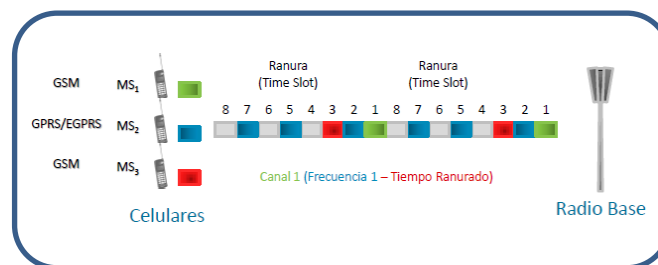 Ranura
(Time Slot)
Ranura
(Time Slot)
GSM MS1
8 7 6 5 4 3 2 1 8 7 6 5 4 3 2 1
GPRS/EGPRS MS2
GSM MS3
Canal 1 (Frecuencia 1 – Tiempo Ranurado)
Celulares
Radio Base